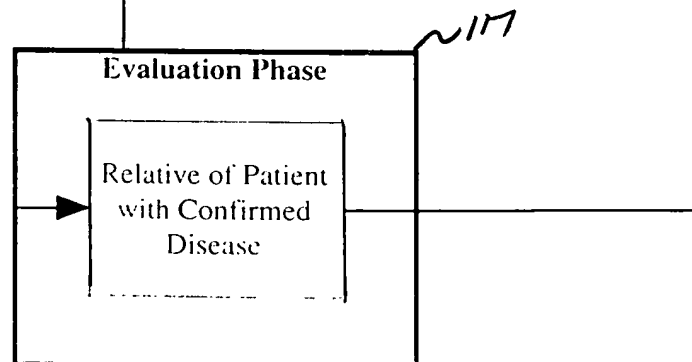 Evaluation Phase
Relative of Patient
with Confirmed
Disease